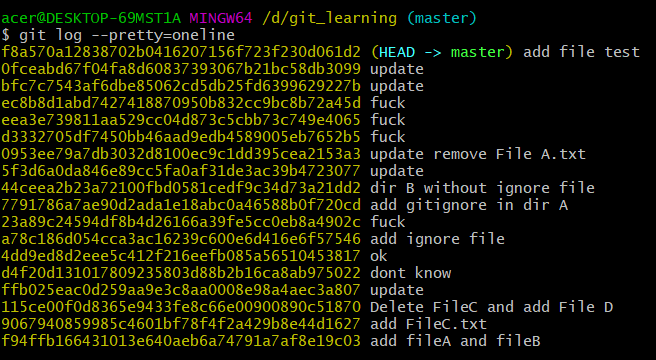 acer@DESKTOP-69MST1A MINGW64 /d/git_learning (master)
$ git log --pretty=oneline
f8a570a12838702b0416207156f723f230d061d2 (HEAD -> master) add file test
0fceabd67f04fa8d60837393067b21bc58db3099 update
bfc7c7543af6dbe85062cd5db25fd6399629227b update
ec8b8d1abd7427418870950b832cc9bc8b72a45d fuck
eea3e739811aa529cc04d873c5cbb73c749e4065 fuck
d3332705df7450bb46aad9edb4589005eb7652b5 fuck
0953ee79a7db3032d8100ec9c1dd395cea2153a3 update remove File A.txt
5f3d6a0da846e89cc5fa0af31de3ac39b4723077 update
44ceea2b23a72100fbd0581cedf9c34d73a21dd2 dir B without ignore file
7791786a7ae90d2ada1e18abc0a46588b0f720cd add gitignore in dir A
23a89c24594df8b4d26166a39fe5cc0eb8a4902c fuck
a78c186d054cca3ac16239c600e6d416e6f57546 add ignore file
4dd9ed8d2eee5c412f216eefb085a56510453817 ok
d4f20d131017809235803d88b2b16ca8ab975022 dont know
ffb025eac0d259aa9e3c8aa0008e98a4aec3a807 update
115ce00f0d8365e9433fe8c66e00900890c51870 Delete FileC and add File D
9067940859985c4601bf78f4f2a429b8e44d1627 add FileC.txt
f94ffb166431013e640aeb6a74791a7af8e19c03 add fileA and fileB